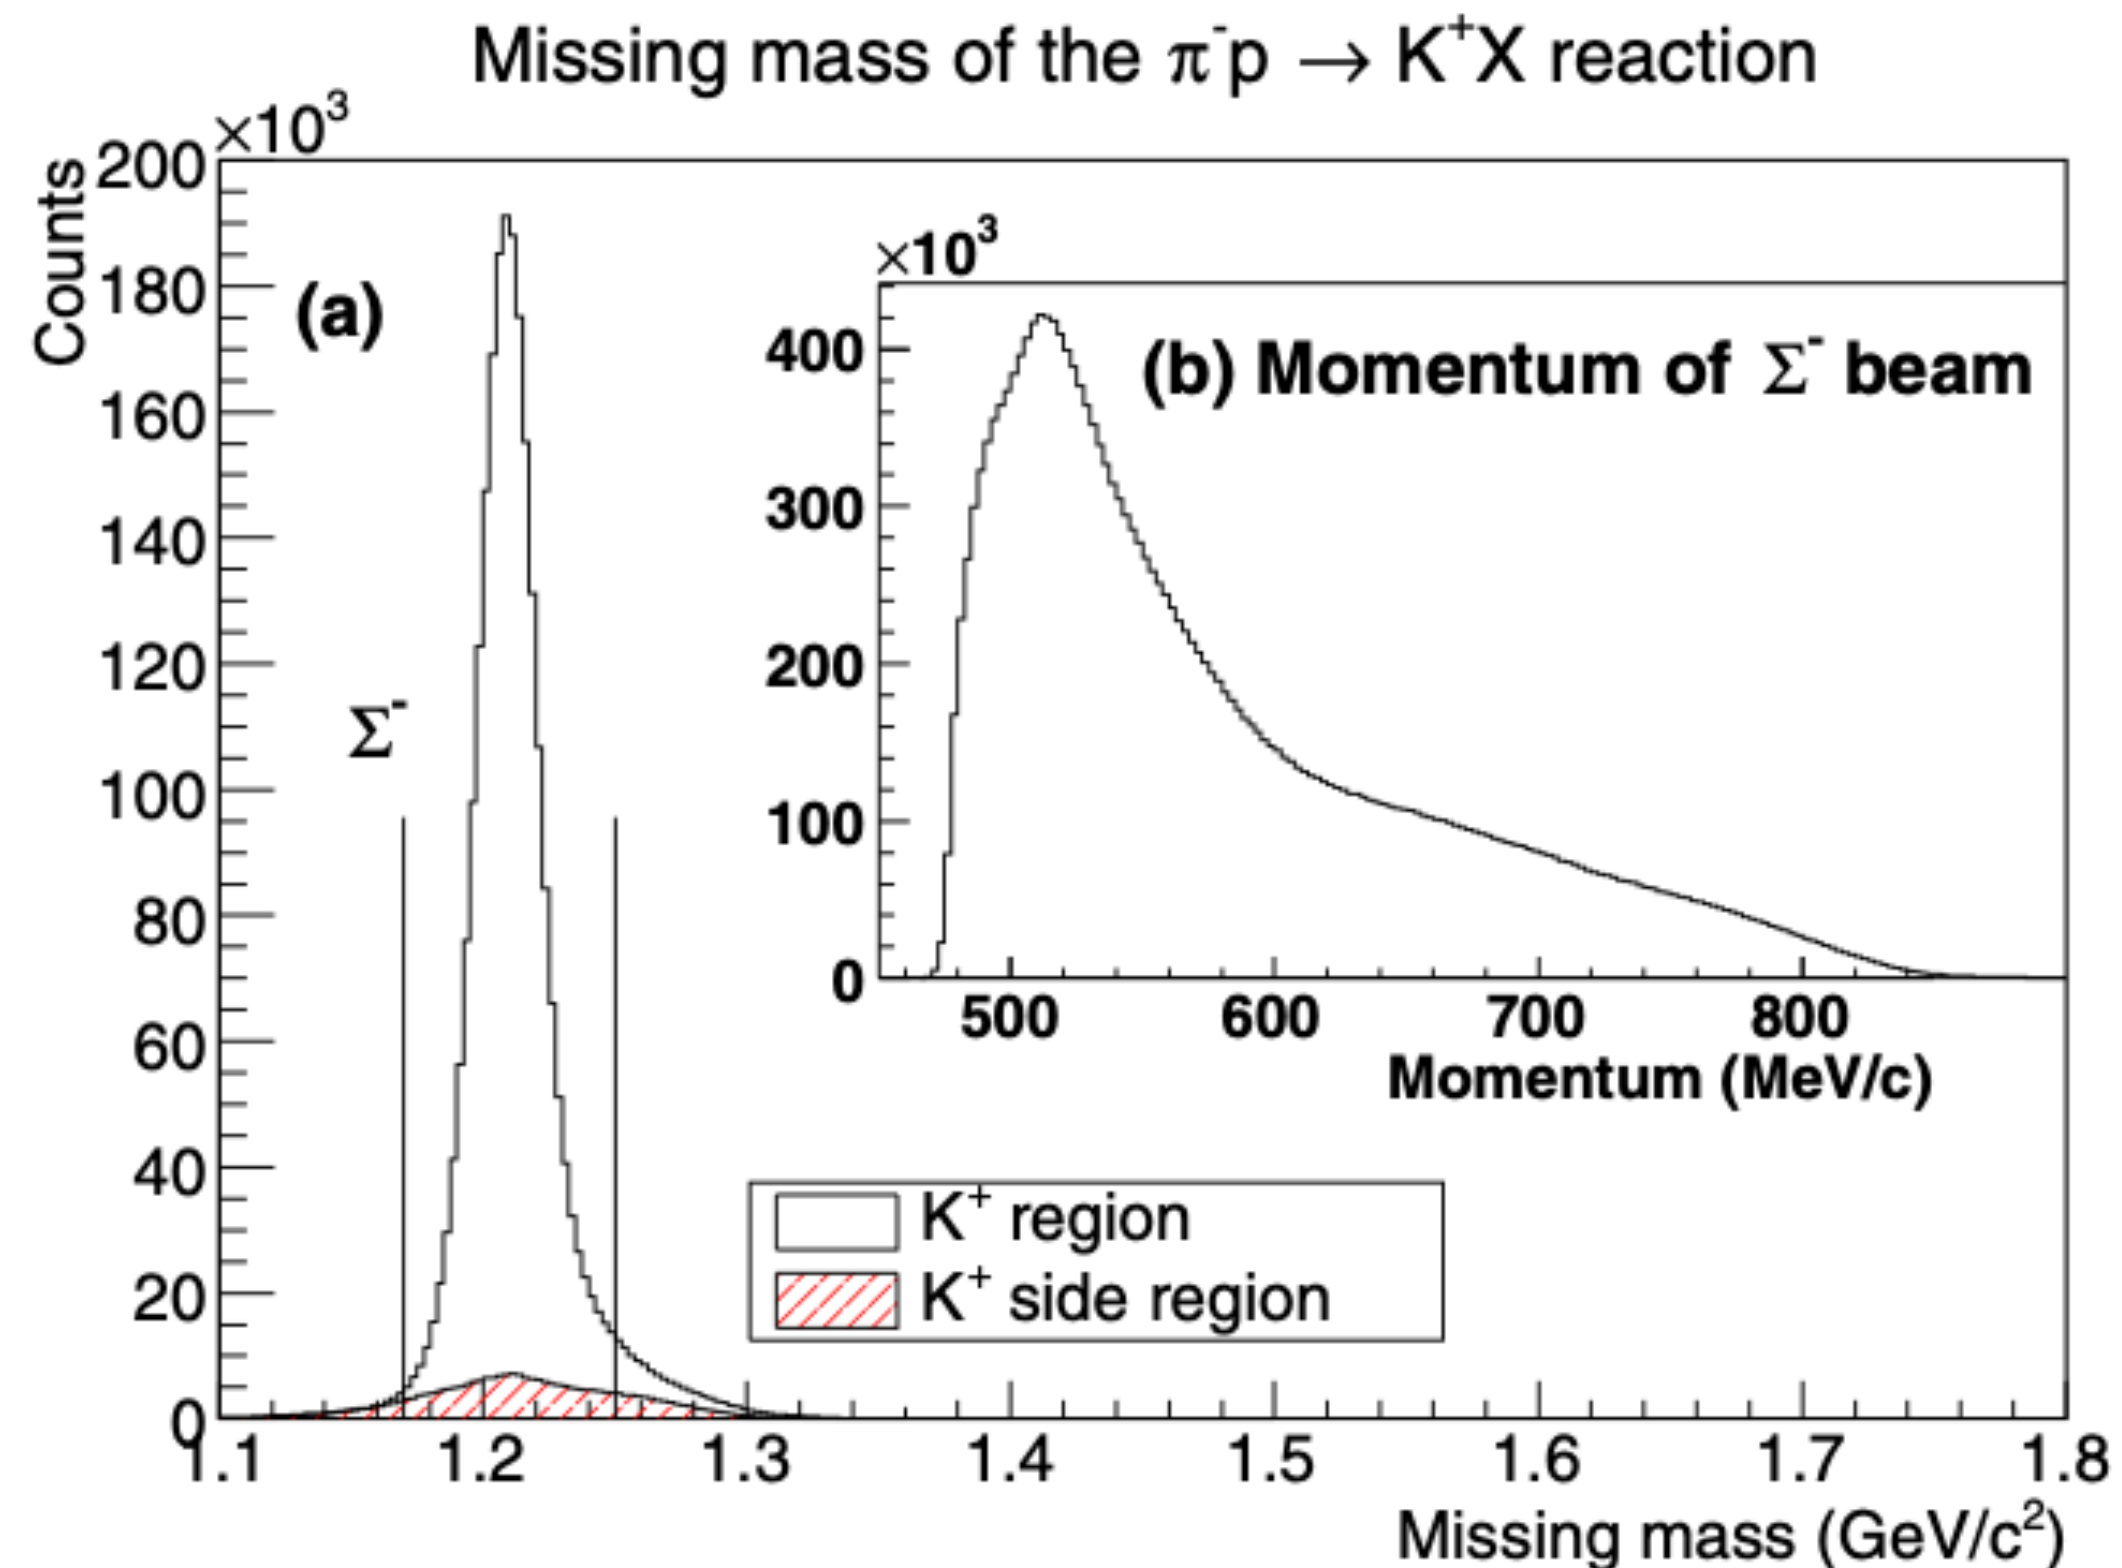 Missing mass of the π⁻p → K⁺X reaction
×10³
Counts
200
180
160
140
120
100
80
60
40
20
0
(a)
Σ⁻
×10³
400
300
200
100
0
(b) Momentum of Σ⁻ beam
500 600 700 800
Momentum (MeV/c)
K⁺ region
K⁺ side region
1.1 1.2 1.3 1.4 1.5 1.6 1.7 1.8
Missing mass (GeV/c²)